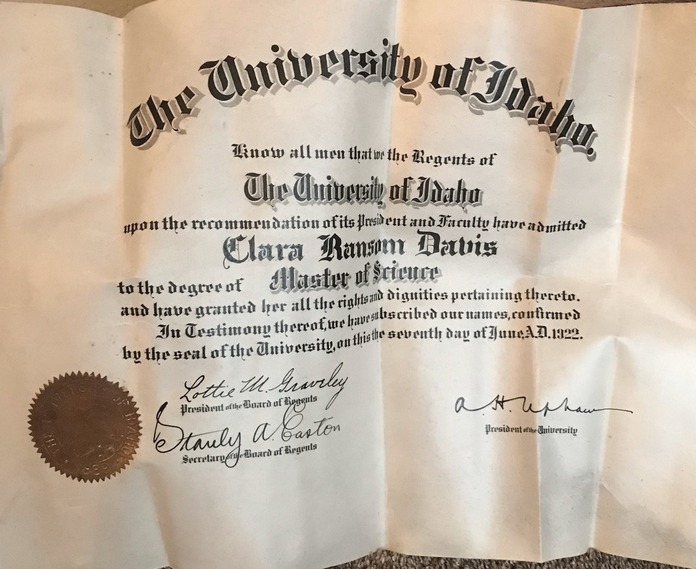 The University of Idaho.
Know all men that we the Regents of
The University of Idaho
upon the recommendation of its President and Faculty have admitted
Clara Ransom Davis
to the degree of Master of Science
and have granted her all the rights and dignities pertaining thereto.
In Testimony thereof, we have subscribed our names, confirmed
by the seal of the University, on this the seventh day of June A.D. 1922.
Lottie M. Graveley
President of the Board of Regents
Stanly A. Easton
Secretary of the Board of Regents
A. H. Upham
President of the University